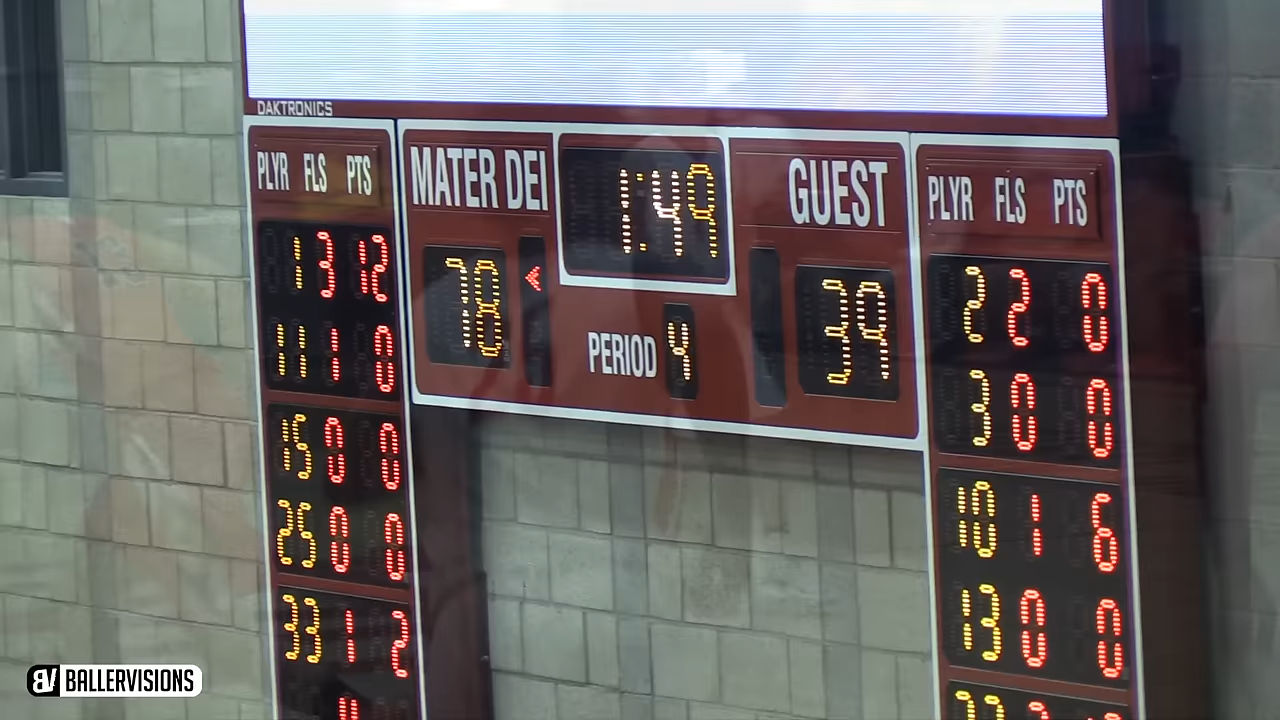 DAKTRONICS
PLYR FLS PTS
1 3 12
11 1 0
15 0 0
25 0 0
33 1 2
MATER DEI
1:49
GUEST
78
39
PERIOD 4
PLYR FLS PTS
2 2 0
3 0 0
10 1 6
13 0 0
BV BALLERVISIONS